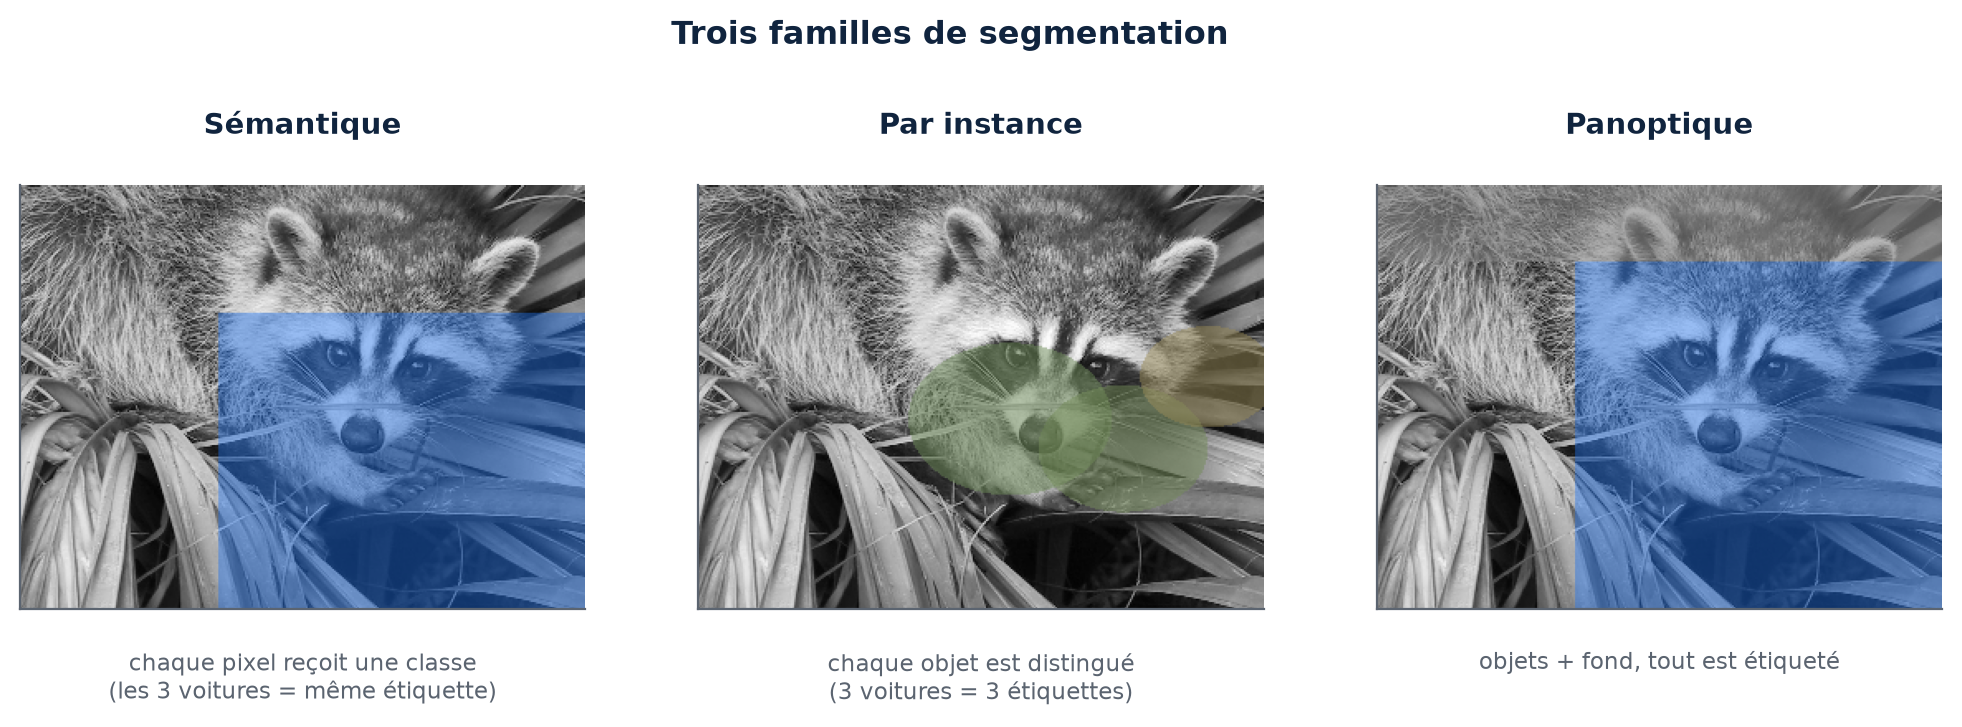 Trois familles de segmentation
Sémantique
Par instance
Panoptique
chaque pixel reçoit une classe
(les 3 voitures = même étiquette)
chaque objet est distingué
(3 voitures = 3 étiquettes)
objets + fond, tout est étiqueté